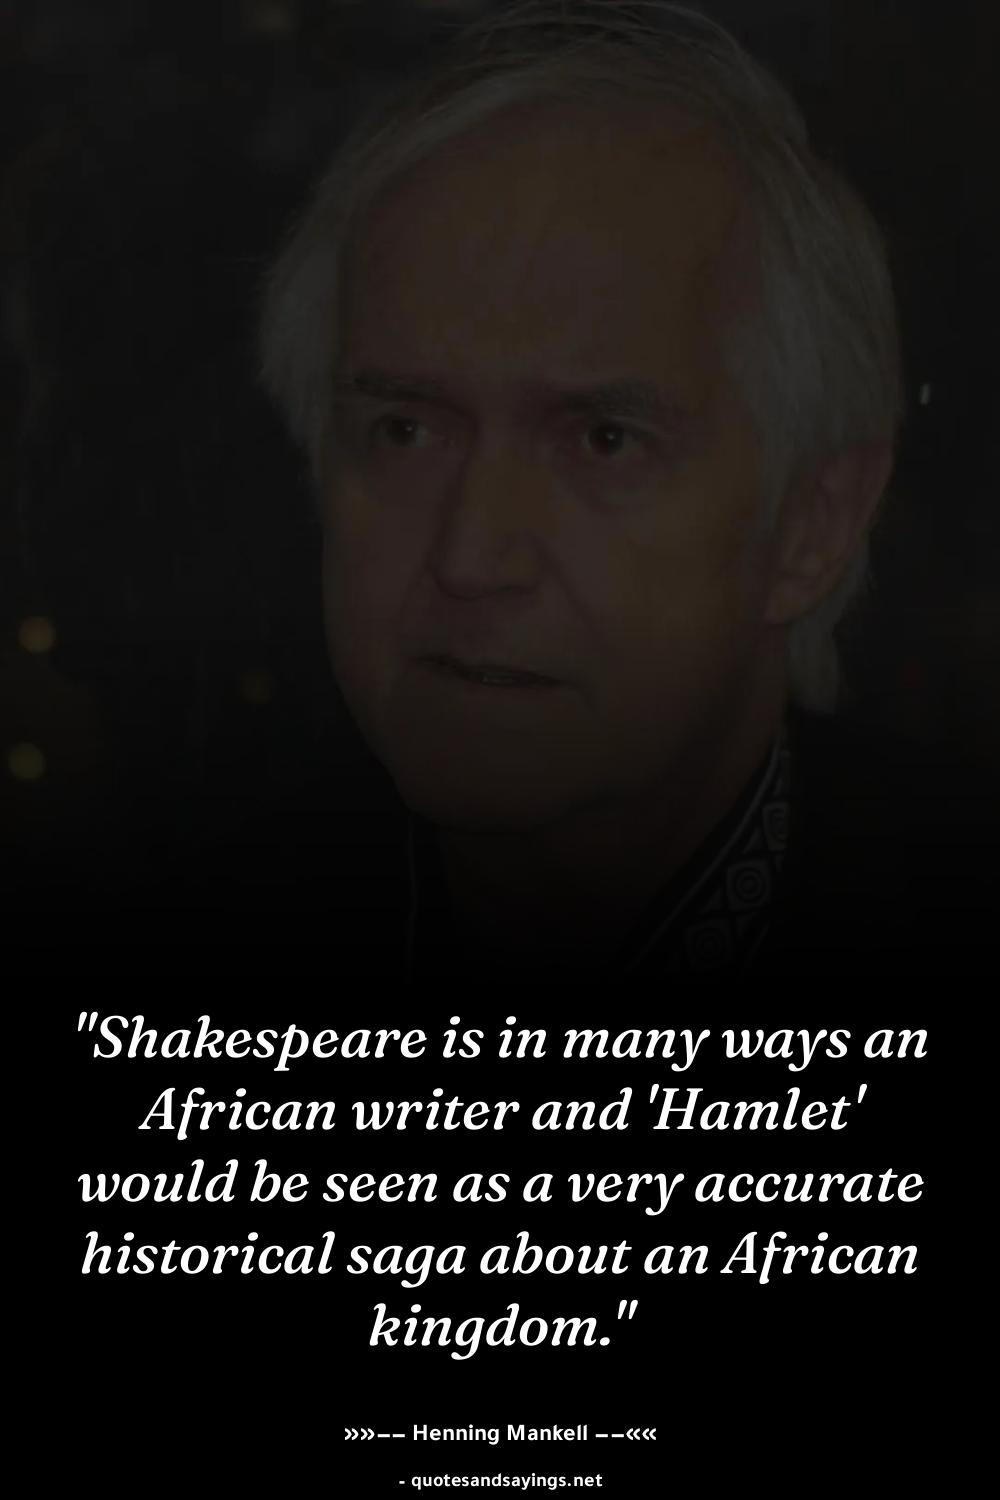 "Shakespeare is in many ways an
African writer and 'Hamlet'
would be seen as a very accurate
historical saga about an African
kingdom."
»»−− Henning Mankell −−««
- quotesandsayings.net